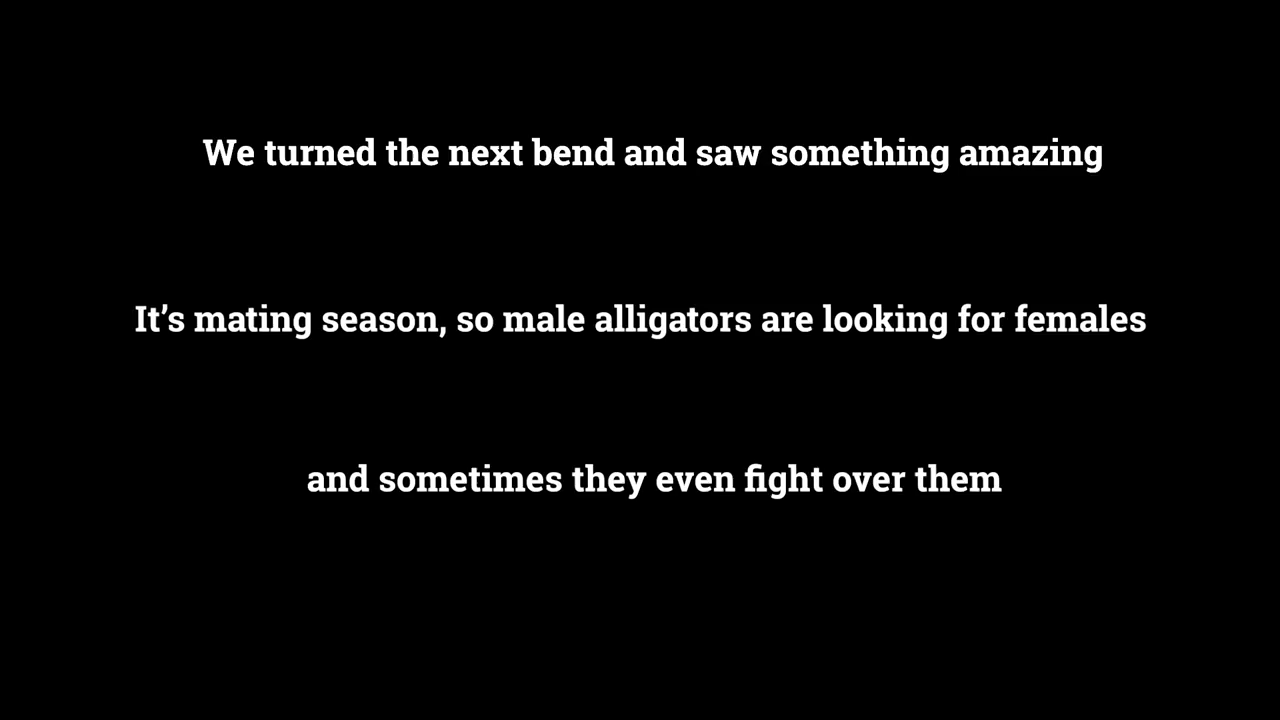 We turned the next bend and saw something amazing
It’s mating season, so male alligators are looking for females
and sometimes they even fight over them